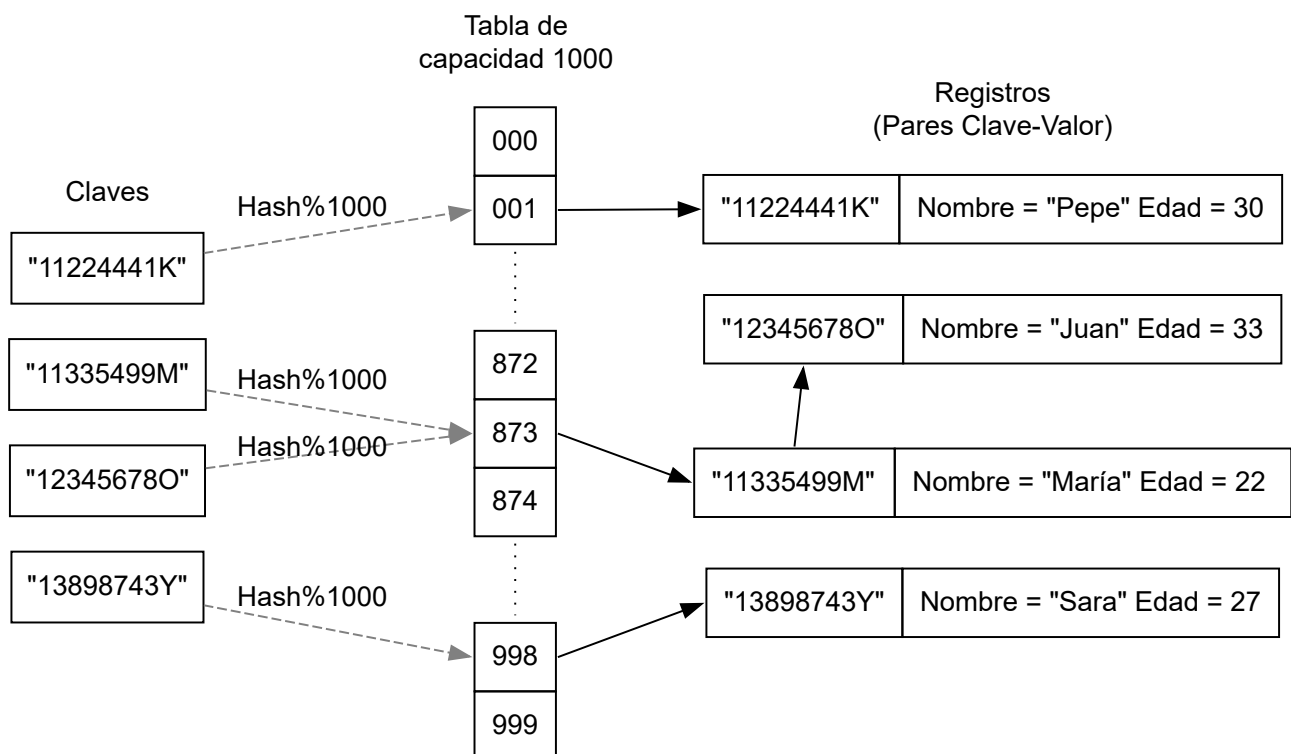 Tabla de
capacidad 1000
Registros
(Pares Clave-Valor)
Claves
000
001
872
873
874
998
999
Hash%1000
Hash%1000
Hash%1000
Hash%1000
"11224441K"
"11335499M"
"12345678O"
"13898743Y"
"11224441K" Nombre = "Pepe" Edad = 30
"12345678O" Nombre = "Juan" Edad = 33
"11335499M" Nombre = "María" Edad = 22
"13898743Y" Nombre = "Sara" Edad = 27